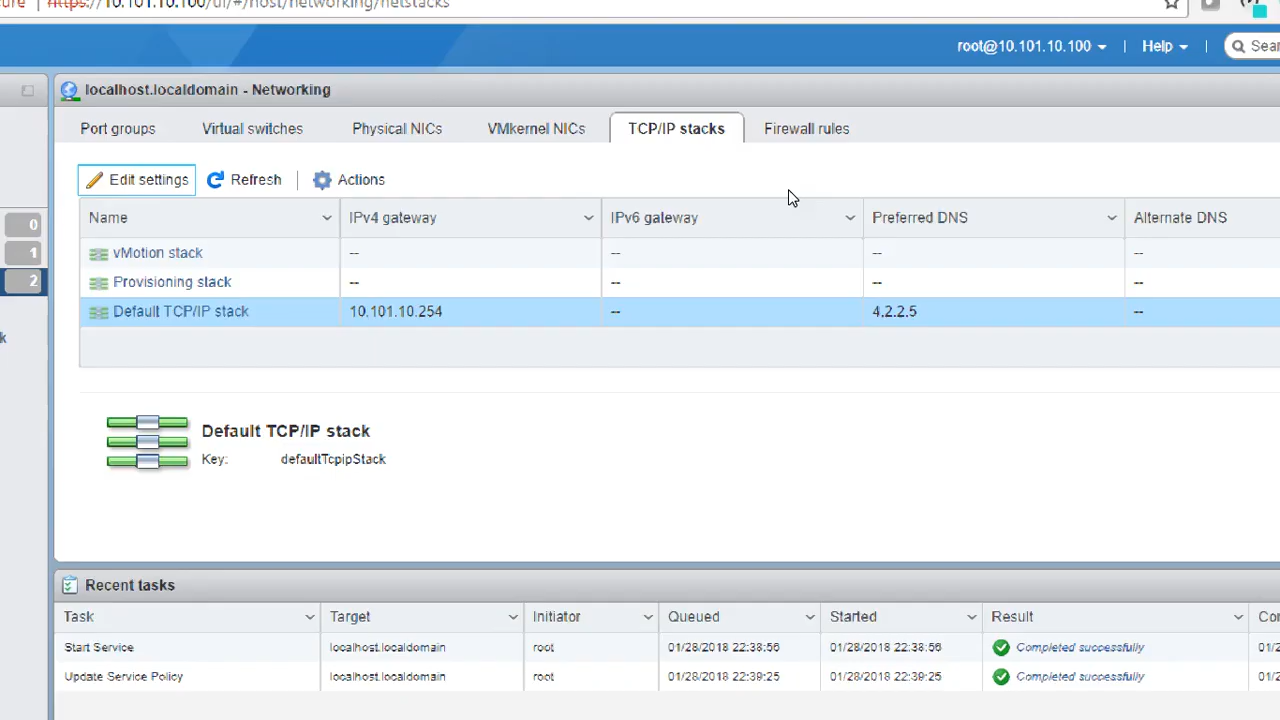 ure https://10.101.10.100/ui/#/host/networking/netstacks
root@10.101.10.100 | Help | Sear
localhost.localdomain - Networking
Port groups Virtual switches Physical NICs VMkernel NICs TCP/IP stacks Firewall rules
Edit settings Refresh | Actions
Name IPv4 gateway IPv6 gateway Preferred DNS Alternate DNS
0
vMotion stack -- -- -- --
1
Provisioning stack -- -- -- --
2
Default TCP/IP stack 10.101.10.254 -- 4.2.2.5 --
k
Default TCP/IP stack
Key: defaultTcpipStack
Recent tasks
Task Target Initiator Queued Started Result Co
Start Service localhost.localdomain root 01/28/2018 22:38:56 01/28/2018 22:38:56 Completed successfully 01/2
Update Service Policy localhost.localdomain root 01/28/2018 22:39:25 01/28/2018 22:39:25 Completed successfully 01/2